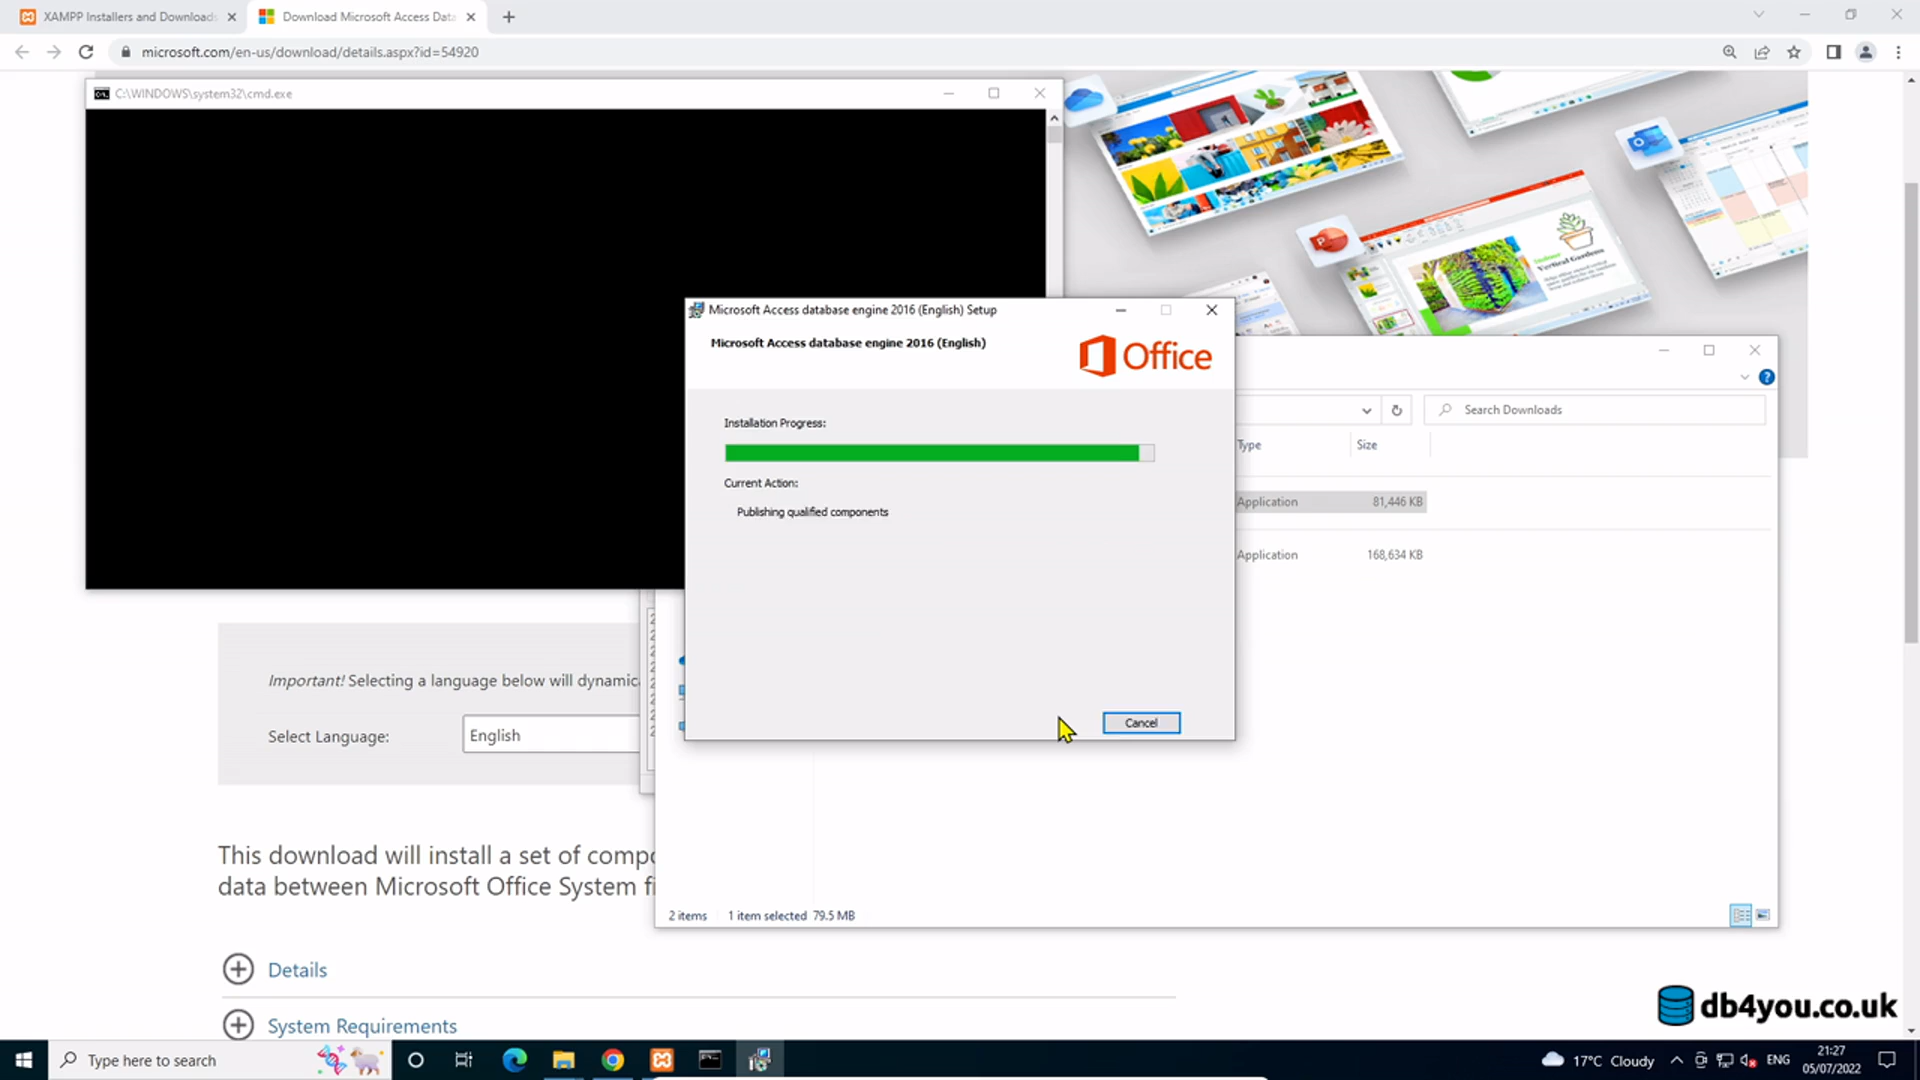 XAMPP Installers and Downloads
Download Microsoft Access Data
microsoft.com/en-us/download/details.aspx?id=54920
C:\WINDOWS\system32\cmd.exe
Vertical Gardens
Microsoft Access database engine 2016 (English) Setup
Microsoft Access database engine 2016 (English)
Office
Installation Progress:
Current Action:
Publishing qualified components
Cancel
Search Downloads
Type
Size
Application
81,446 KB
Application
168,634 KB
2 items
1 item selected 79.5 MB
Important! Selecting a language below will dynamic
Select Language:
English
This download will install a set of comp
data between Microsoft Office System fi
Details
System Requirements
db4you.co.uk
Type here to search
17°C Cloudy
ENG
21:27
05/07/2022